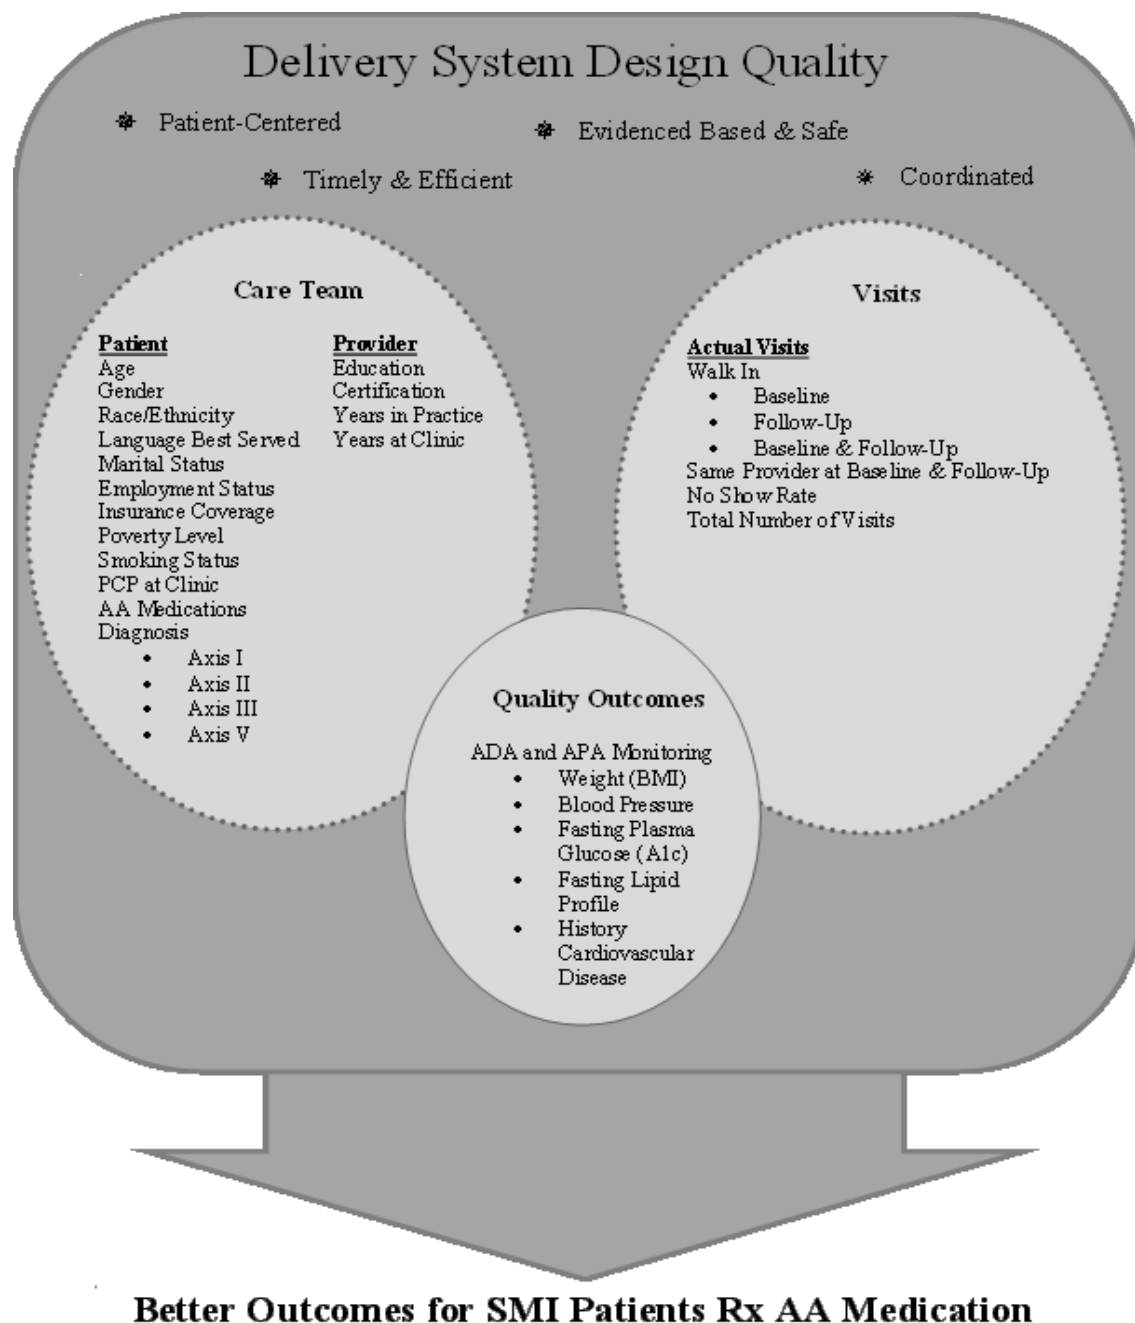 Delivery System Design Quality
Patient-Centered
Evidenced Based & Safe
Timely & Efficient
Coordinated
Care Team
Patient
Age
Gender
Race/Ethnicity
Language Best Served
Marital Status
Employment Status
Insurance Coverage
Poverty Level
Smoking Status
PCP at Clinic
AA Medications
Diagnosis
• Axis I
• Axis II
• Axis III
• Axis V
Provider
Education
Certification
Years in Practice
Years at Clinic
Visits
Actual Visits
Walk In
• Baseline
• Follow-Up
• Baseline & Follow-Up
Same Provider at Baseline & Follow-Up
No Show Rate
Total Number of Visits
Quality Outcomes
ADA and APA Monitoring
• Weight (BMI)
• Blood Pressure
• Fasting Plasma
Glucose (A1c)
• Fasting Lipid
Profile
• History
Cardiovascular
Disease
Better Outcomes for SMI Patients Rx AA Medication